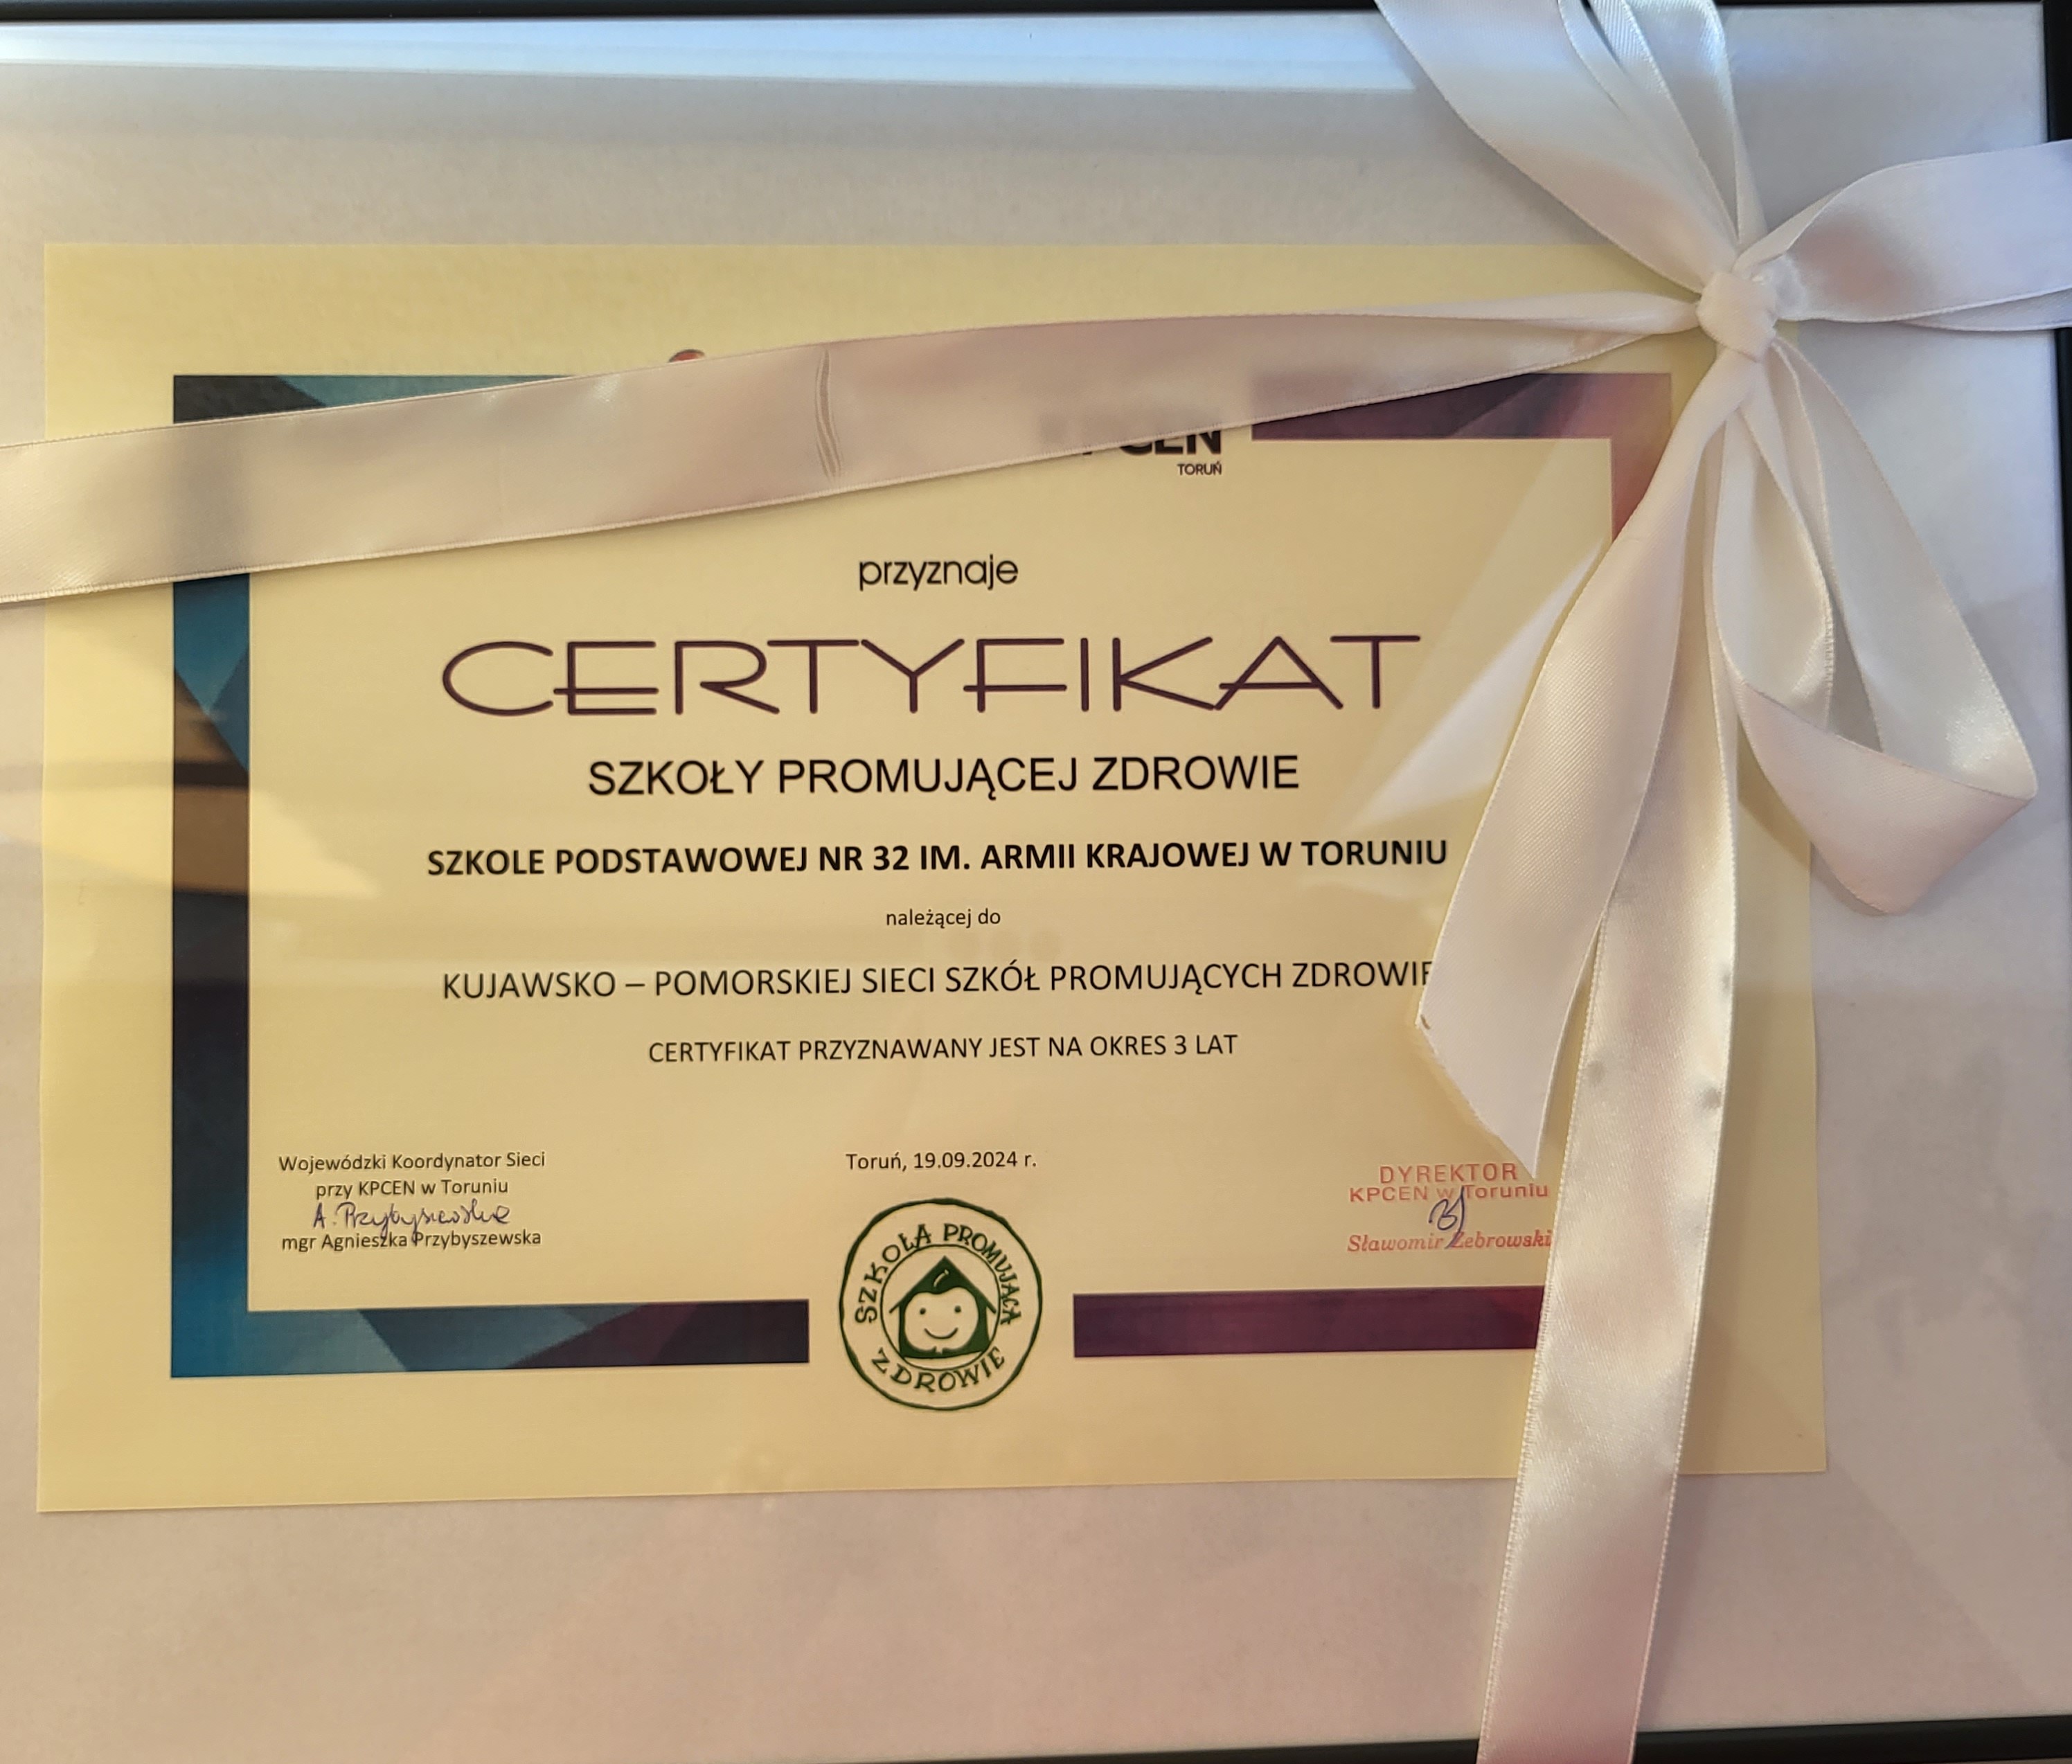 KPCEN
TORUŃ
przyznaje
CERTYFIKAT
SZKOŁY PROMUJĄCEJ ZDROWIE
SZKOLE PODSTAWOWEJ NR 32 IM. ARMII KRAJOWEJ W TORUNIU
należącej do
KUJAWSKO – POMORSKIEJ SIECI SZKÓŁ PROMUJĄCYCH ZDROWIE
CERTYFIKAT PRZYZNAWANY JEST NA OKRES 3 LAT
Wojewódzki Koordynator Sieci
przy KPCEN w Toruniu
A. Przybyszewska
mgr Agnieszka Przybyszewska
Toruń, 19.09.2024 r.
SZKOŁA PROMUJĄCA
ZDROWIE
DYREKTOR
KPCEN w Toruniu
Sławomir Żebrowski